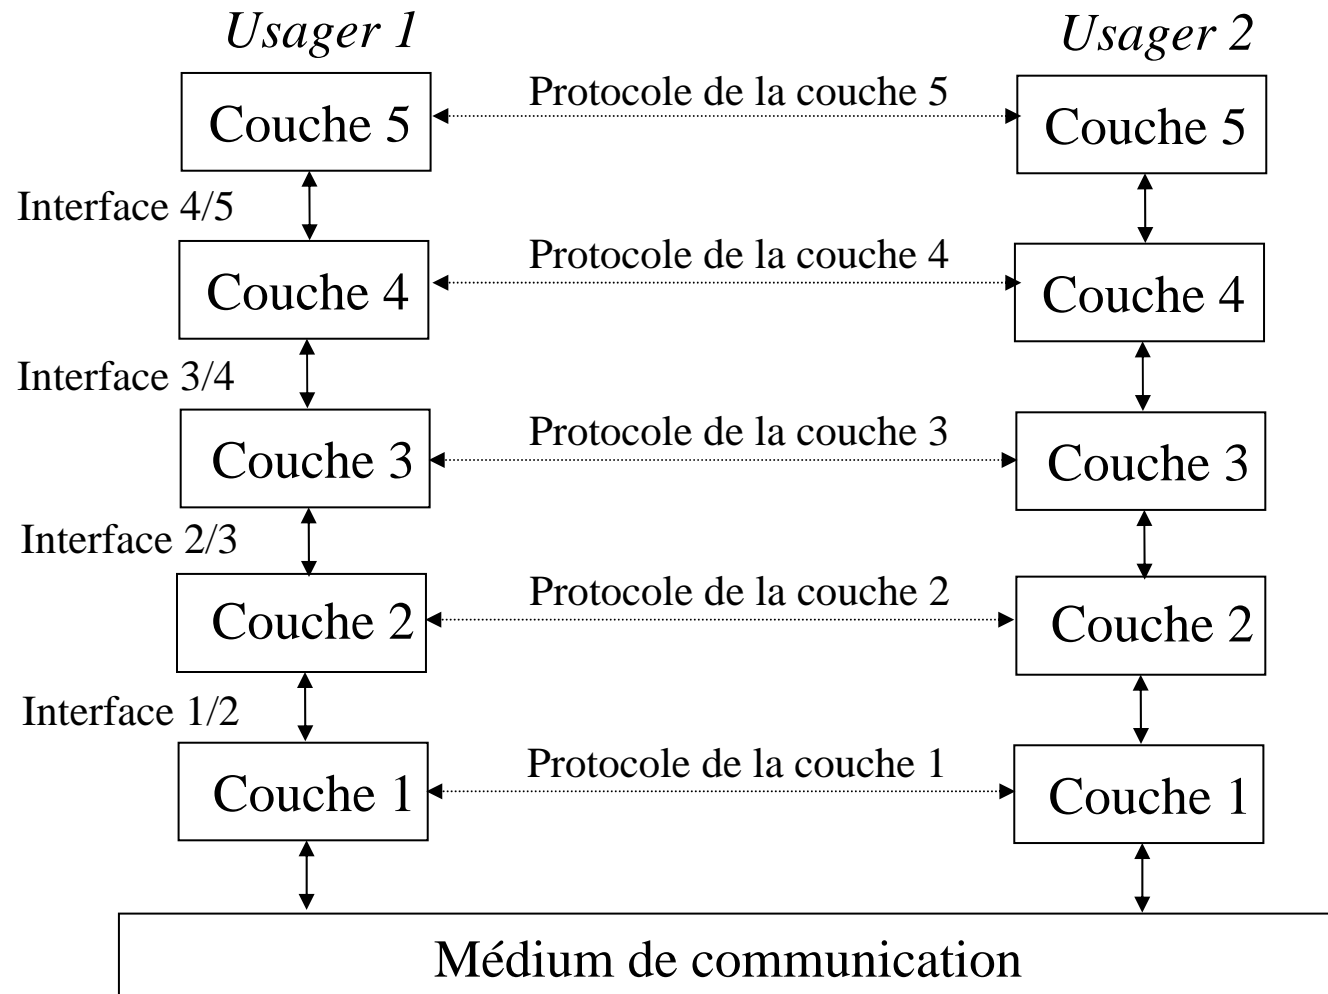 Usager 1
Usager 2
Protocole de la couche 5
Couche 5
Couche 5
Interface 4/5
Protocole de la couche 4
Couche 4
Couche 4
Interface 3/4
Protocole de la couche 3
Couche 3
Couche 3
Interface 2/3
Protocole de la couche 2
Couche 2
Couche 2
Interface 1/2
Protocole de la couche 1
Couche 1
Couche 1
Médium de communication